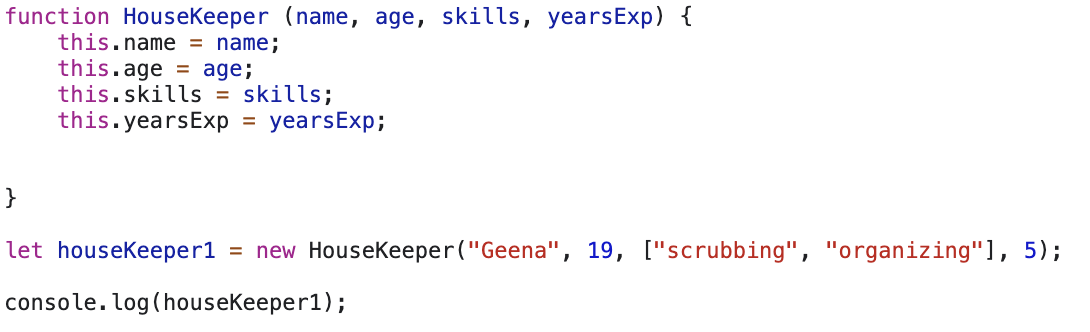 function HouseKeeper (name, age, skills, yearsExp) {
    this.name = name;
    this.age = age;
    this.skills = skills;
    this.yearsExp = yearsExp;
}
let houseKeeper1 = new HouseKeeper("Geena", 19, ["scrubbing", "organizing"], 5);
console.log(houseKeeper1);